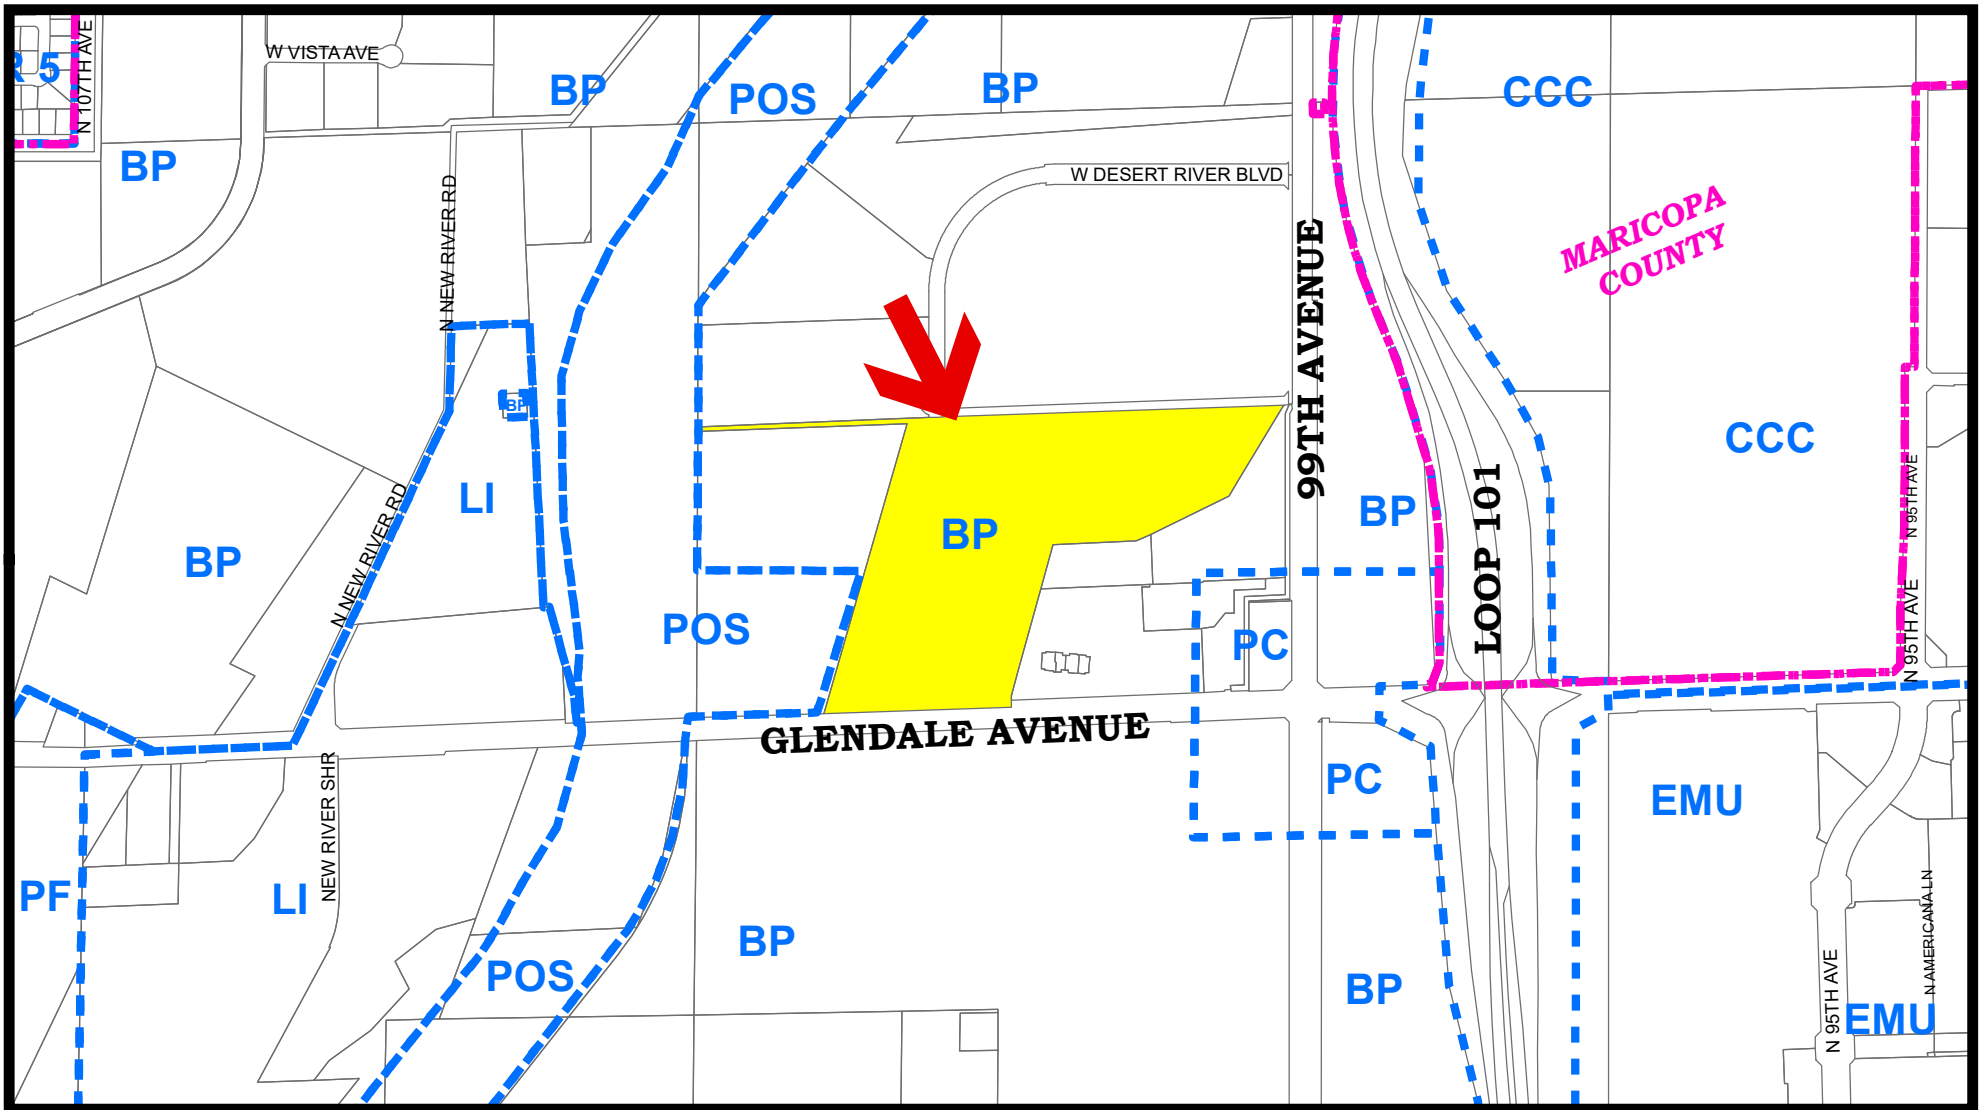 N 107TH AVE
R 5
W VISTA AVE
BP
POS
BP
CCC
BP
N NEW RIVER RD
W DESERT RIVER BLVD
MARICOPA
COUNTY
99TH AVENUE
BP
LI
BP
BP
CCC
BP
N NEW RIVER RD
LOOP 101
N 95TH AVE
POS
PC
N 95TH AVE
GLENDALE AVENUE
NEW RIVER SHR
PC
EMU
PF
LI
BP
POS
BP
N AMERICANA LN
N 95TH AVE
EMU